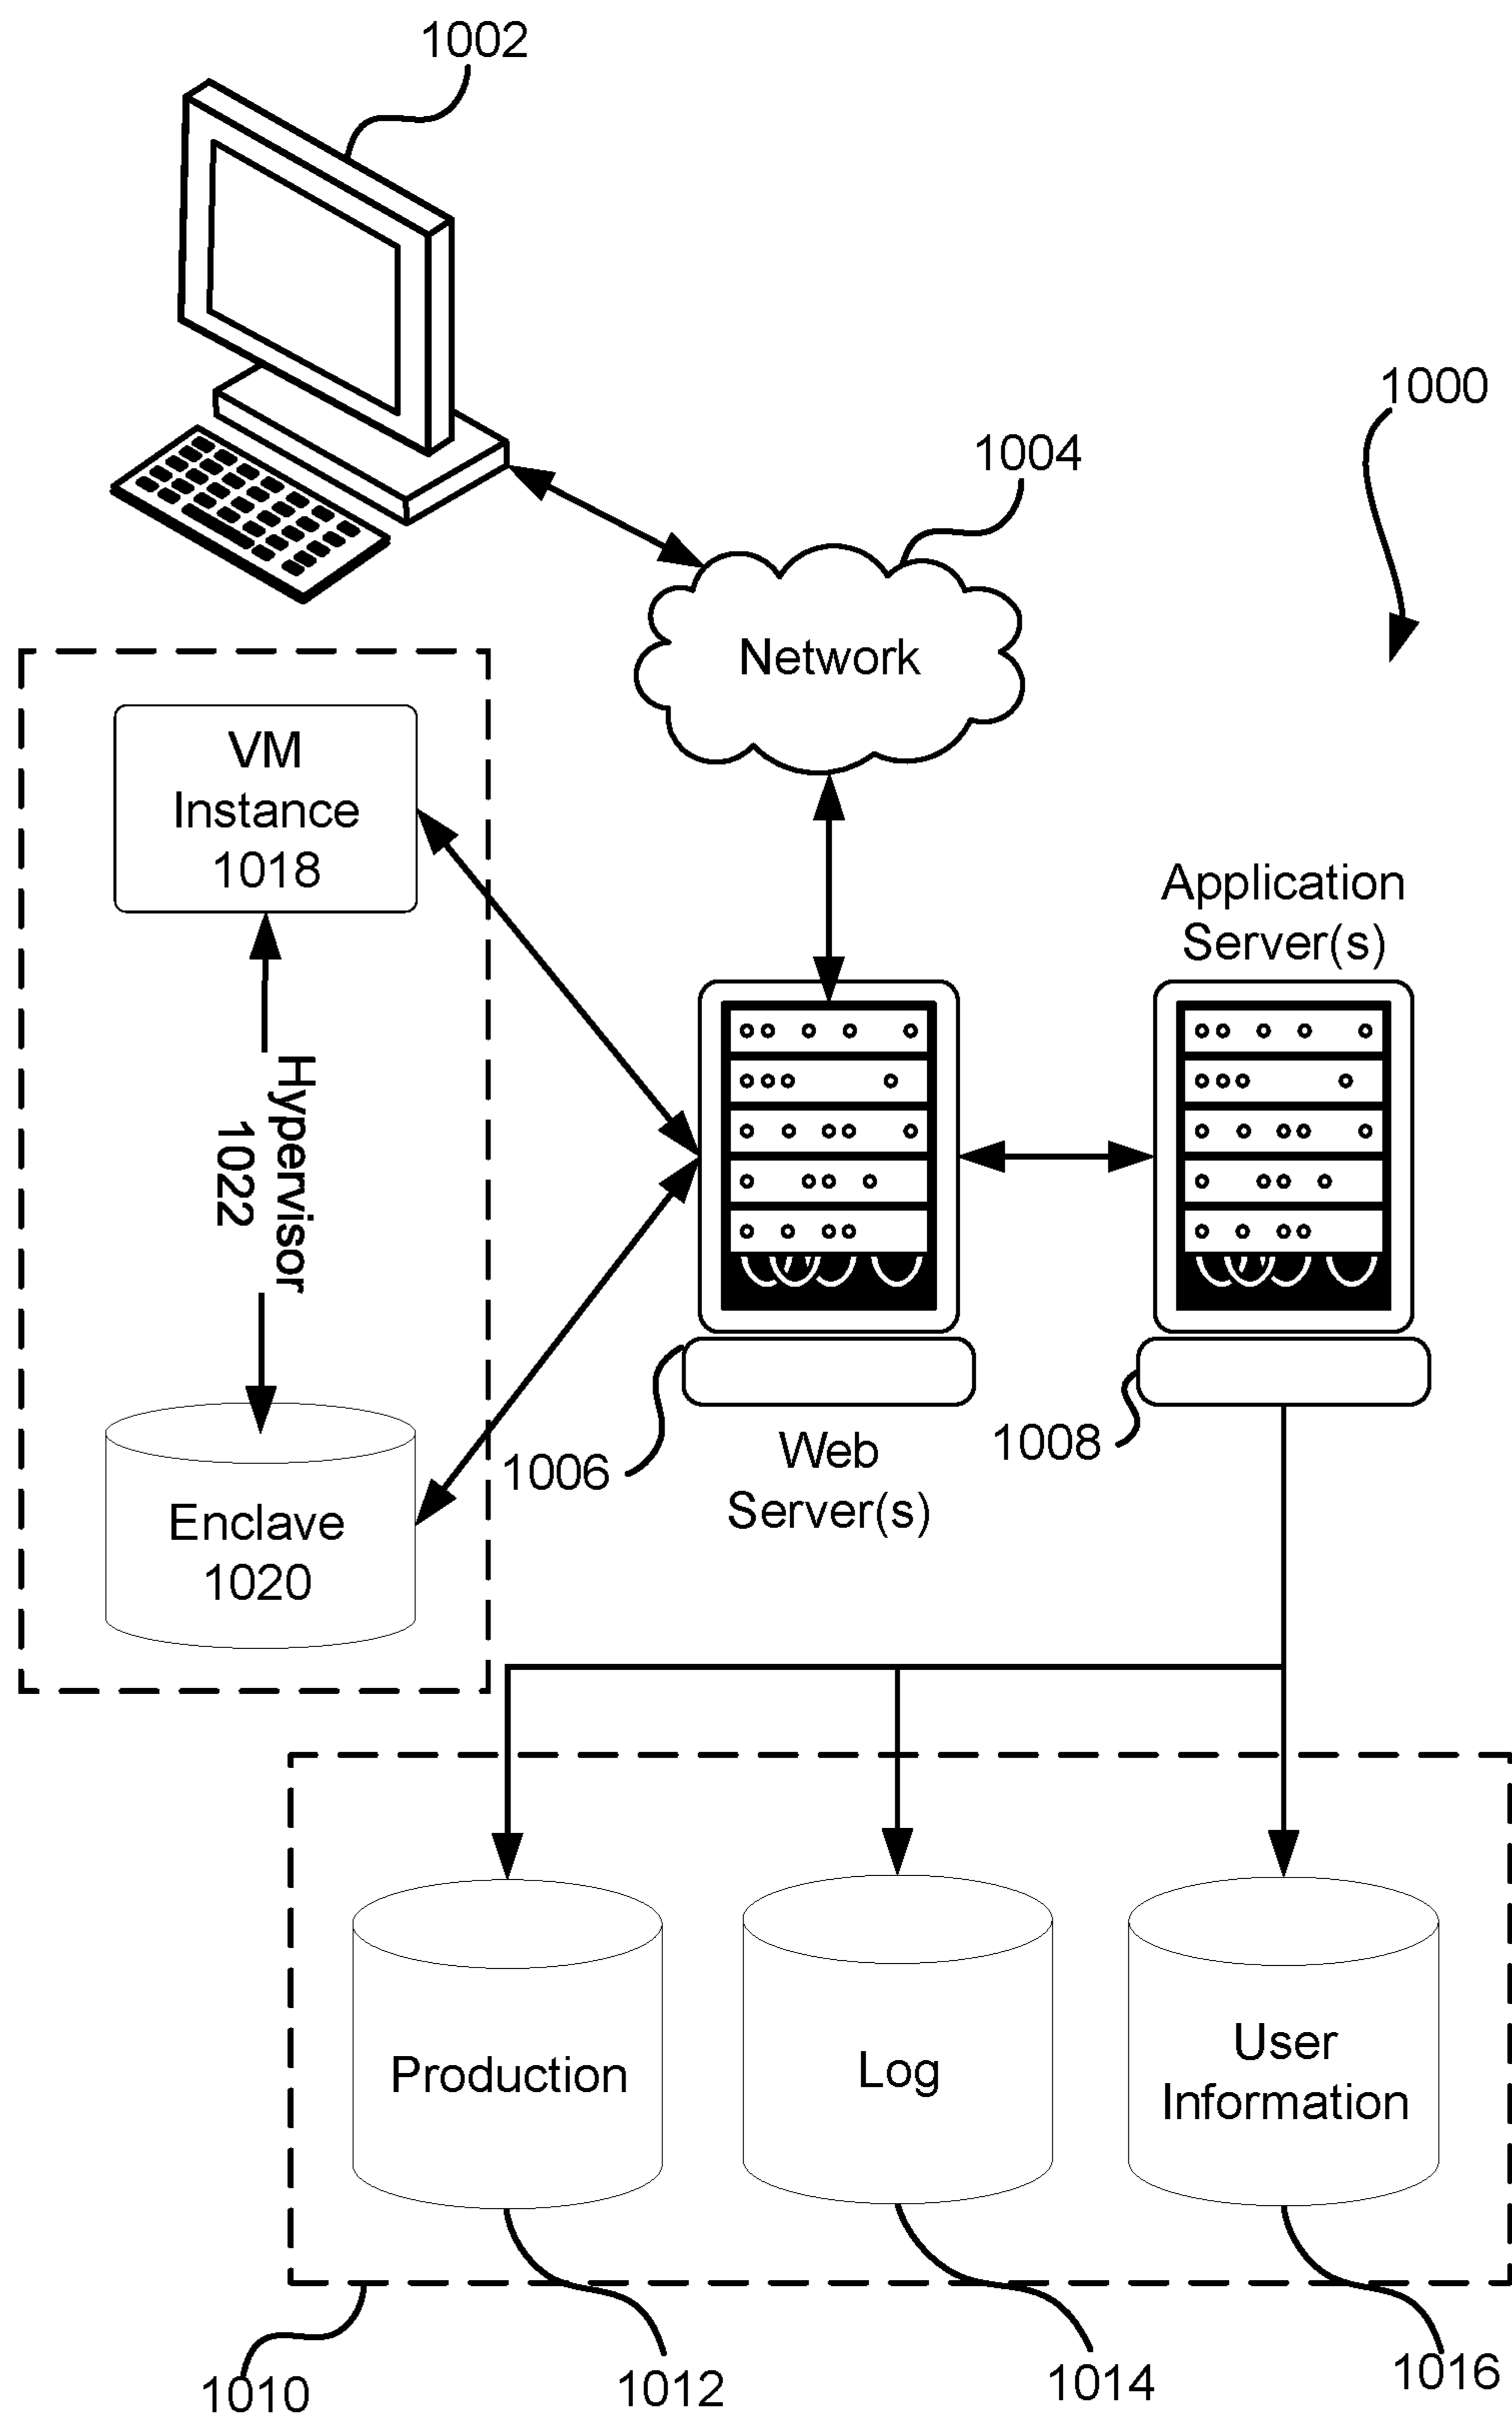 1002
1000
1004
Network
VM
Instance
1018
Application
Server(s)
Hypervisor
1022
1006
Web
Server(s)
1008
Enclave
1020
Production
Log
User
Information
1010
1012
1014
1016